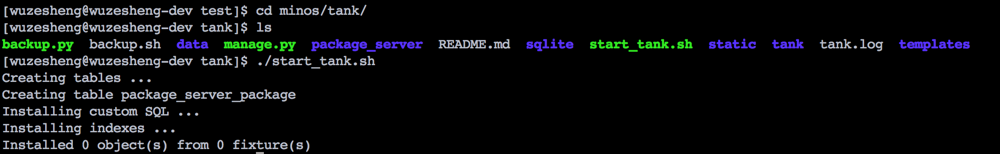 [wuzesheng@wuzesheng-dev test]$ cd minos/tank/
[wuzesheng@wuzesheng-dev tank]$ ls
backup.py  backup.sh  data  manage.py  package_server  README.md  sqlite  start_tank.sh  static  tank  tank.log  templates
[wuzesheng@wuzesheng-dev tank]$ ./start_tank.sh
Creating tables ...
Creating table package_server_package
Installing custom SQL ...
Installing indexes ...
Installed 0 object(s) from 0 fixture(s)